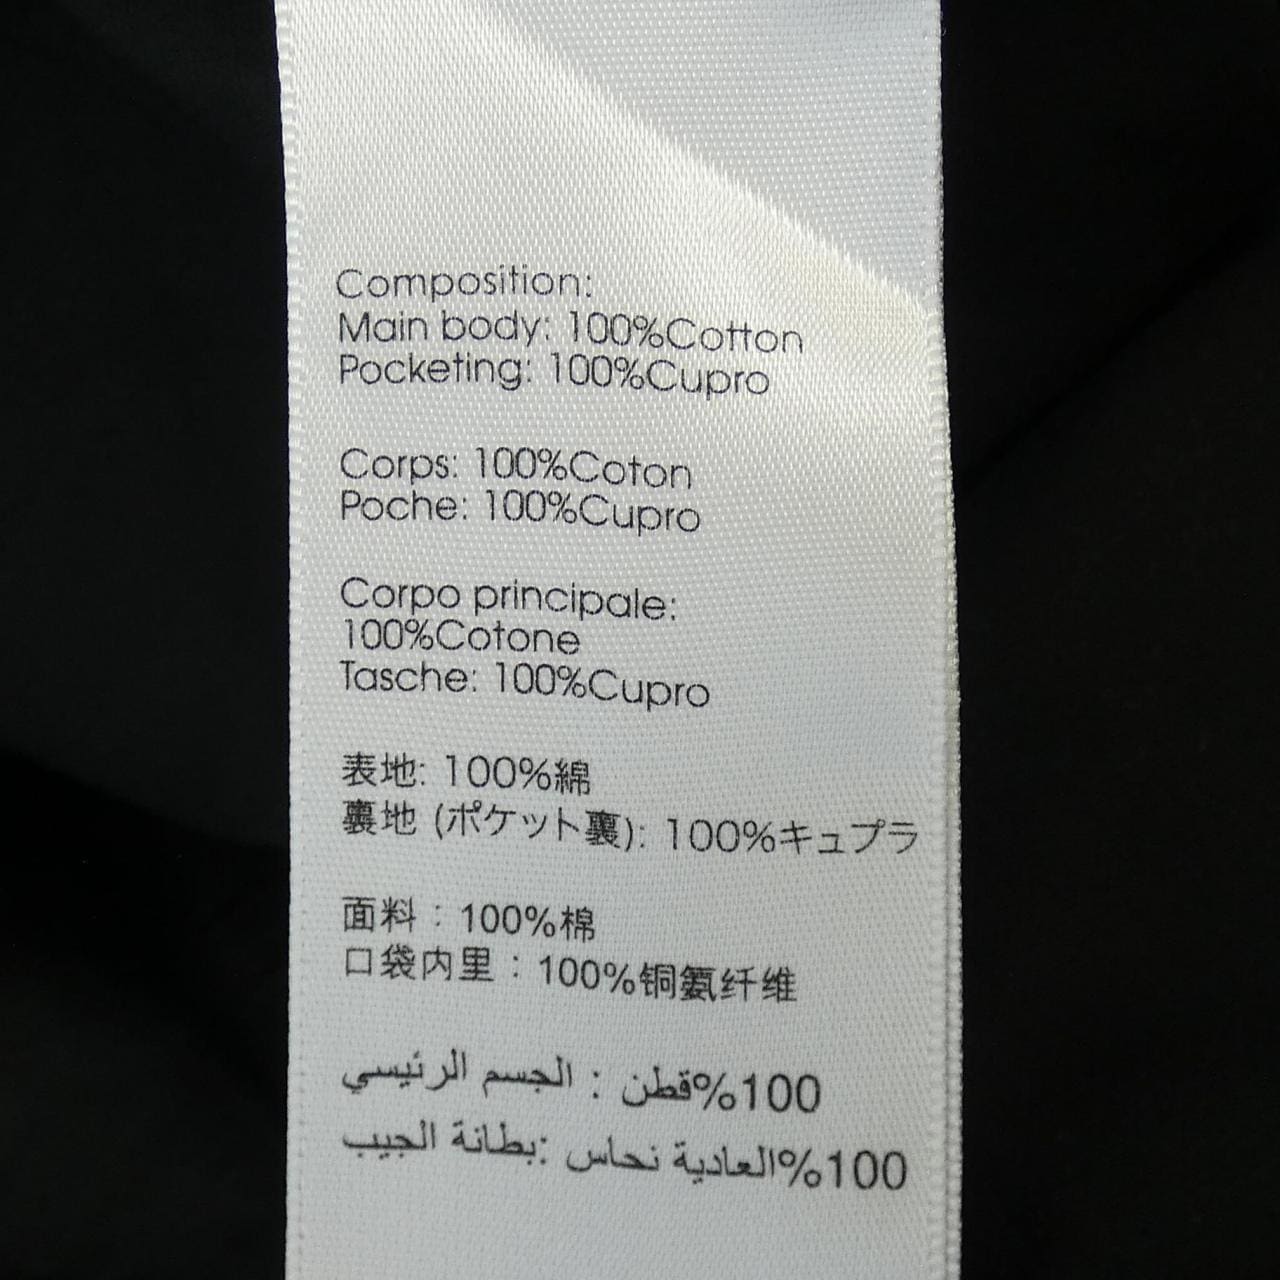 Composition:
Main body: 100%Cotton
Pocketing: 100%Cupro
Corps: 100%Coton
Poche: 100%Cupro
Corpo principale:
100%Cotone
Tasche: 100%Cupro
表地: 100%綿
裏地 (ポケット裏): 100%キュプラ
面料：100%棉
口袋内里：100%铜氨纤维
الجسم الرئيسي : قطن%100
بطانة الجيب: العادية نحاس%100